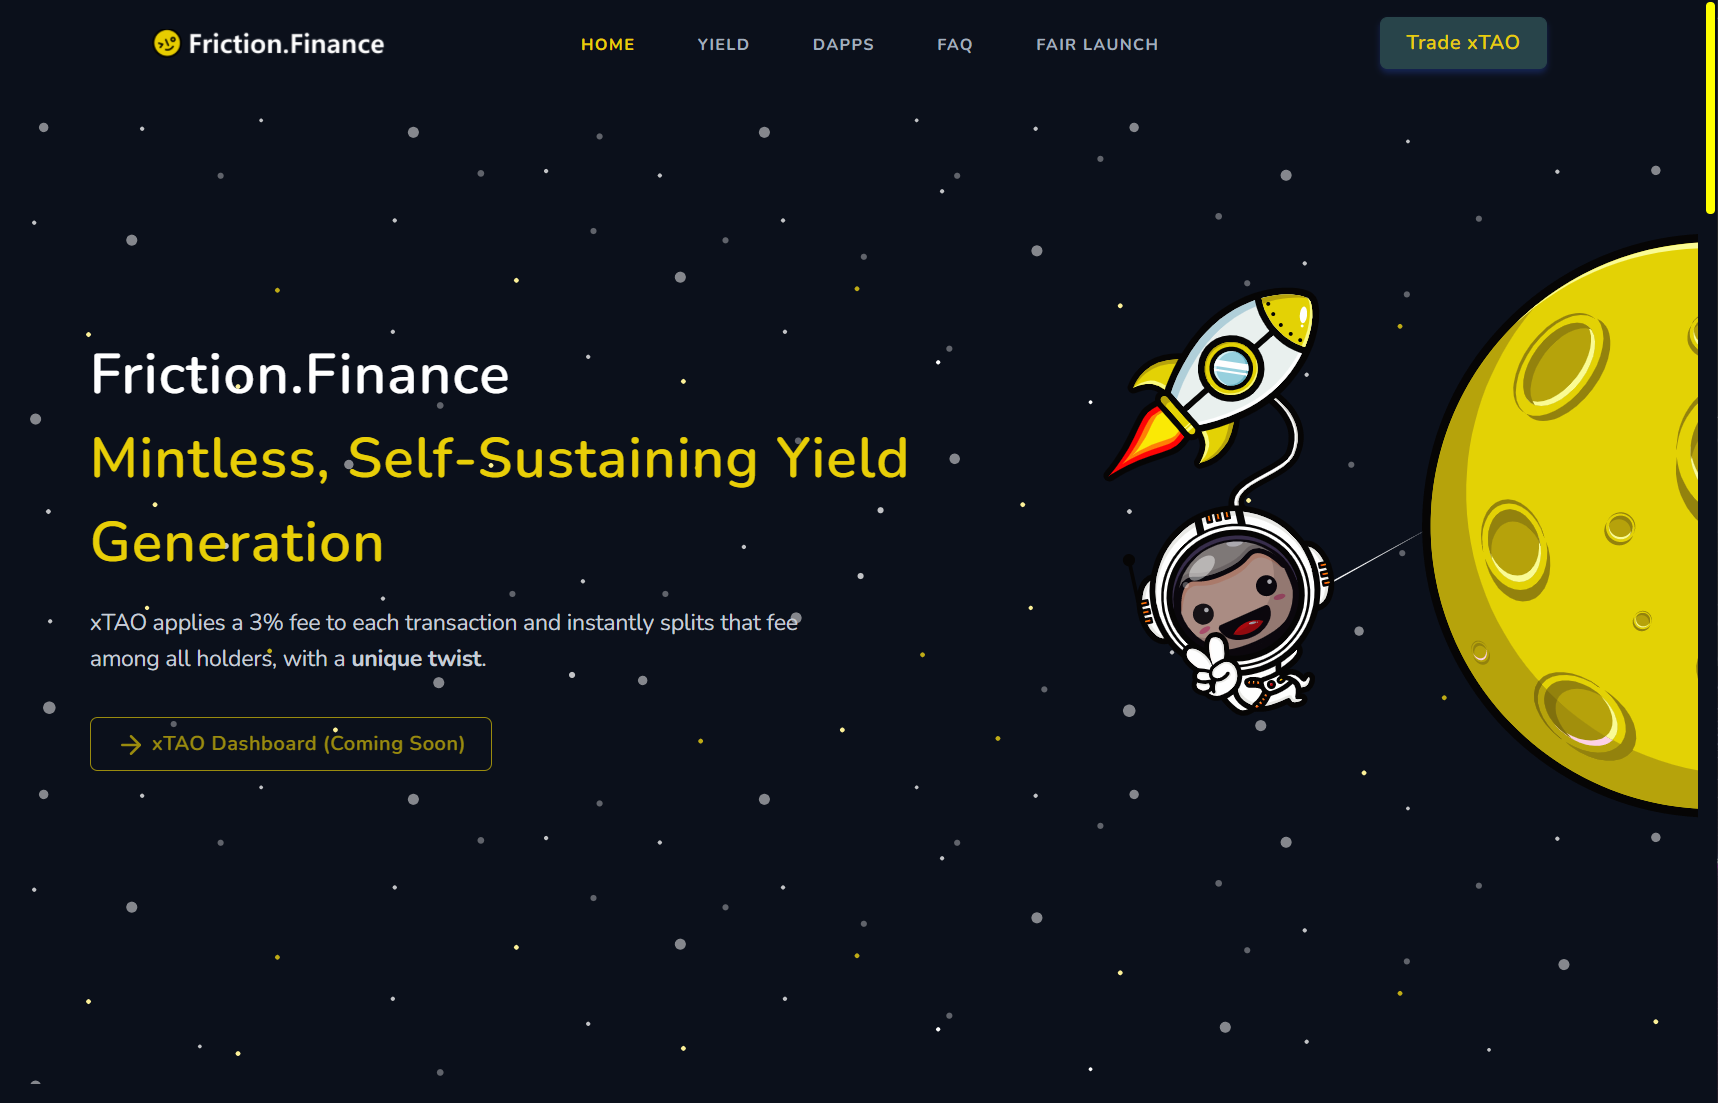 Friction.Finance
HOME
YIELD
DAPPS
FAQ
FAIR LAUNCH
Trade xTAO
Friction.Finance
Mintless, Self-Sustaining Yield
Generation
xTAO applies a 3% fee to each transaction and instantly splits that fee
among all holders, with a unique twist.
xTAO Dashboard (Coming Soon)